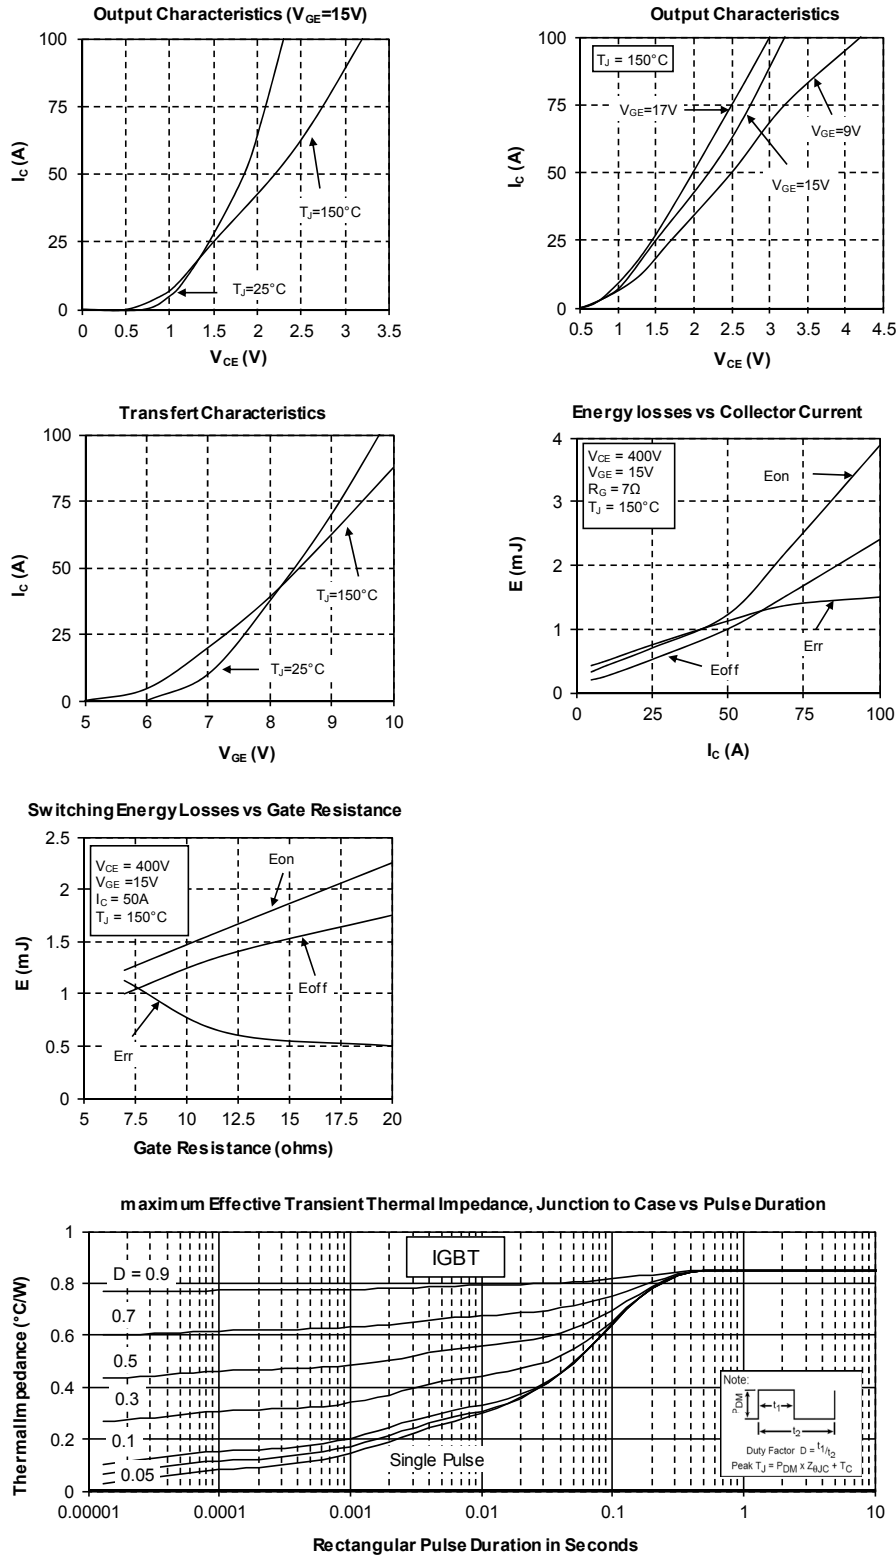 Output Characteristics (VGE=15V)
100
75
50
25
0
IC (A)
TJ=150°C
TJ=25°C
0 0.5 1 1.5 2 2.5 3 3.5
VCE (V)
Output Characteristics
100
75
50
25
0
IC (A)
TJ = 150°C
VGE=17V
VGE=9V
VGE=15V
0.5 1 1.5 2 2.5 3 3.5 4 4.5
VCE (V)
Transfert Characteristics
100
75
50
25
0
IC (A)
TJ=150°C
TJ=25°C
5 6 7 8 9 10
VGE (V)
Energy losses vs Collector Current
4
3
2
1
0
E (mJ)
VCE = 400V
VGE = 15V
RG = 7Ω
TJ = 150°C
Eon
Eoff
Err
0 25 50 75 100
IC (A)
Switching Energy Losses vs Gate Resistance
2.5
2
1.5
1
0.5
0
E (mJ)
VCE = 400V
VGE =15V
IC = 50A
TJ = 150°C
Eon
Eoff
Err
5 7.5 10 12.5 15 17.5 20
Gate Resistance (ohms)
maximum Effective Transient Thermal Impedance, Junction to Case vs Pulse Duration
1
0.8
0.6
0.4
0.2
0
Thermal Impedance (°C/W)
IGBT
D = 0.9
0.7
0.5
0.3
0.1
0.05
Single Pulse
Note:
PDM
t1
t2
Duty Factor D = t1/t2
Peak TJ = PDM x ZθJC + TC
0.00001 0.0001 0.001 0.01 0.1 1 10
Rectangular Pulse Duration in Seconds